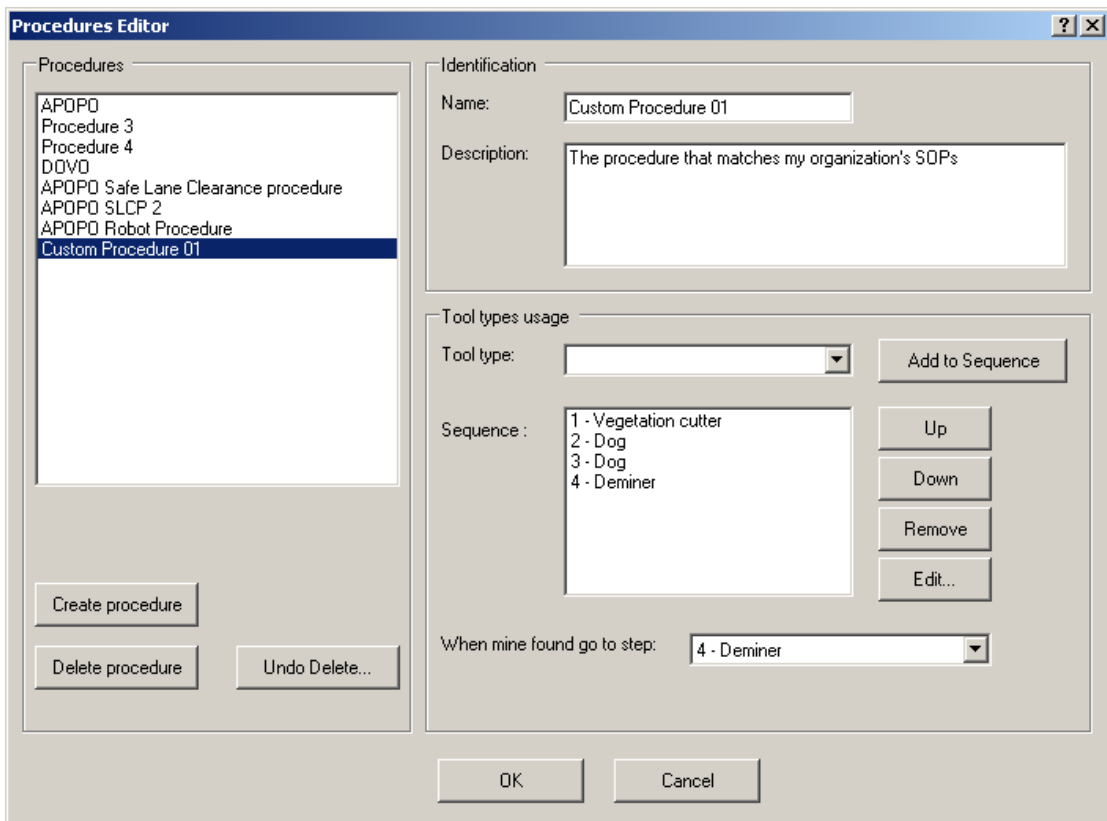 Procedures Editor
Procedures
APOPO
Procedure 3
Procedure 4
DOVO
APOPO Safe Lane Clearance procedure
APOPO SLCP 2
APOPO Robot Procedure
Custom Procedure 01
Create procedure
Delete procedure
Undo Delete...
Identification
Name:
Custom Procedure 01
Description:
The procedure that matches my organization's SOPs
Tool types usage
Tool type:
Add to Sequence
Sequence :
1 - Vegetation cutter
2 - Dog
3 - Dog
4 - Deminer
Up
Down
Remove
Edit...
When mine found go to step:
4 - Deminer
OK
Cancel